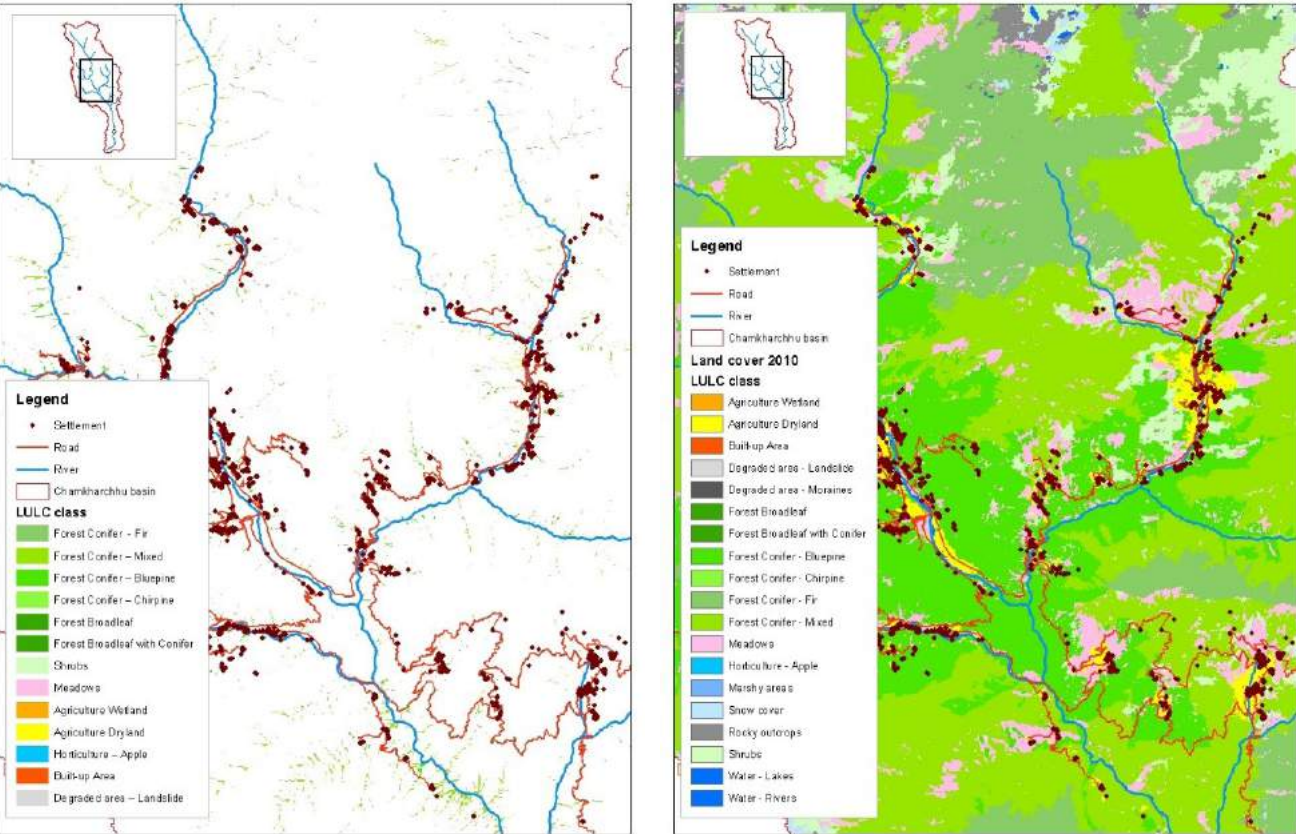 Legend
Settlement
Road
River
Chamkharchhu basin
LULC class
Forest Conifer - Fir
Forest Conifer – Mixed
Forest Conifer – Bluepine
Forest Conifer – Chirpine
Forest Broadleaf
Forest Broadleaf with Conifer
Shrubs
Meadows
Agriculture Wetland
Agriculture Dryland
Horticulture – Apple
Built-up Area
Degraded area – Landslide
Legend
Settlement
Road
River
Chamkharchhu basin
Land cover 2010
LULC class
Agriculture Wetland
Agriculture Dryland
Built-up Area
Degraded area - Landslide
Degraded area - Moraines
Forest Broadleaf
Forest Broadleaf with Conifer
Forest Conifer - Bluepine
Forest Conifer - Chirpine
Forest Conifer - Fir
Forest Conifer - Mixed
Meadows
Horticulture - Apple
Marshy areas
Snow cover
Rocky outcrops
Shrubs
Water - Lakes
Water - Rivers